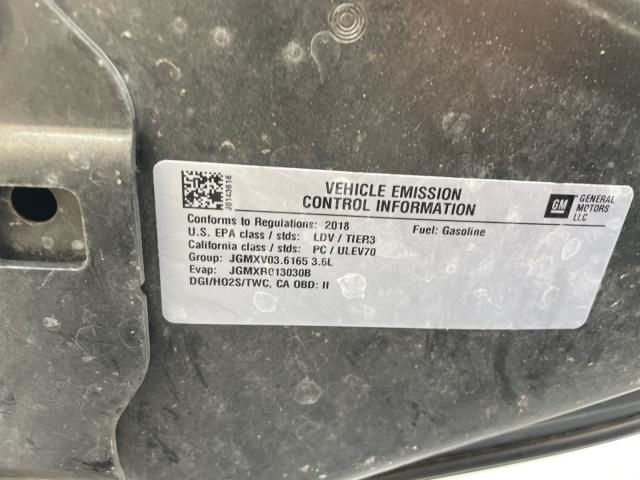 J0143616
VEHICLE EMISSION
CONTROL INFORMATION
GM
GENERAL
MOTORS
LLC
Conforms to Regulations: 2018
Fuel: Gasoline
U.S. EPA class / stds: LDV / TIER3
California class / stds: PC / ULEV70
Group: JGMXV03.6165 3.6L
Evap: JGMXR013030B
DGI/HO2S/TWC, CA OBD: II